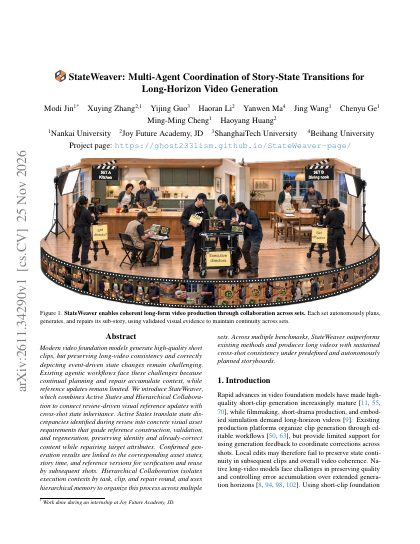 StateWeaver: Multi-Agent Coordination of Story-State Transitions for
Long-Horizon Video Generation
Modi Jin1* Xuying Zhang2,1 Yijing Guo3 Haoran Li2 Yanwen Ma4 Jing Wang1 Chenyu Ge1
Ming-Ming Cheng1 Haoyang Huang2
1Nankai University 2Joy Future Academy, JD 3ShanghaiTech University 4Beihang University
Project page: https://ghost233lism.github.io/StateWeaver-page/
SET A
Kitchen
SET B
Dining nook
Execution
directors
Figure 1. StateWeaver enables coherent long-form video production through collaboration across sets. Each set autonomously plans,
generates, and repairs its sub-story, using validated visual evidence to maintain continuity across sets.
Abstract
Modern video foundation models generate high-quality short
clips, but preserving long-video consistency and correctly
depicting event-driven state changes remain challenging.
Existing agentic workflows face these challenges because
continual planning and repair accumulate context, while
reference updates remain limited. We introduce StateWeaver,
which combines Active States and Hierarchical Collabora-
tion to connect review-driven visual reference updates with
cross-shot state inheritance. Active States translate state dis-
crepancies identified during review into concrete visual asset
requirements that guide reference construction, validation,
and regeneration, preserving identity and already-correct
content while repairing target attributes. Confirmed gen-
eration results are linked to the corresponding asset states,
story time, and reference versions for verification and reuse
by subsequent shots. Hierarchical Collaboration isolates
execution contexts by task, clip, and repair round, and uses
hierarchical memory to organize this process across multiple
*Work done during an internship at Joy Future Academy, JD.
sets. Across multiple benchmarks, StateWeaver outperforms
existing methods and produces long videos with sustained
cross-shot consistency under predefined and autonomously
planned storyboards.
1. Introduction
Rapid advances in video foundation models have made high-
quality short-clip generation increasingly mature [11, 55,
70], while filmmaking, short-drama production, and embod-
ied simulation demand long-horizon videos [9]. Existing
production platforms organize clip generation through ed-
itable workflows [50, 63], but provide limited support for
using generation feedback to coordinate corrections across
shots. Local edits may therefore fail to preserve state conti-
nuity in subsequent clips and overall video coherence. Na-
tive long-video models face challenges in preserving quality
and controlling error accumulation over extended genera-
tion horizons [8, 94, 98, 102]. Using short-clip foundation
arXiv:2611.34290v1 [cs.CV] 25 Nov 2026